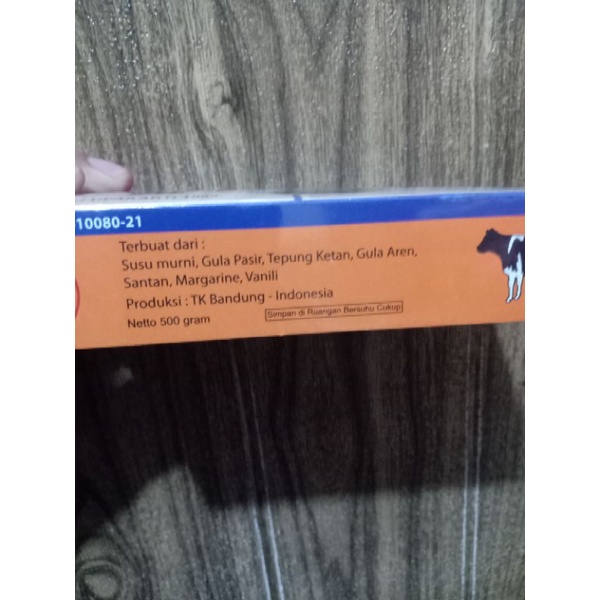 10080-21
Terbuat dari :
Susu murni, Gula Pasir, Tepung Ketan, Gula Aren,
Santan, Margarine, Vanili
Produksi : TK Bandung - Indonesia
Netto 500 gram
Simpan di Ruangan Bersuhu Cukup